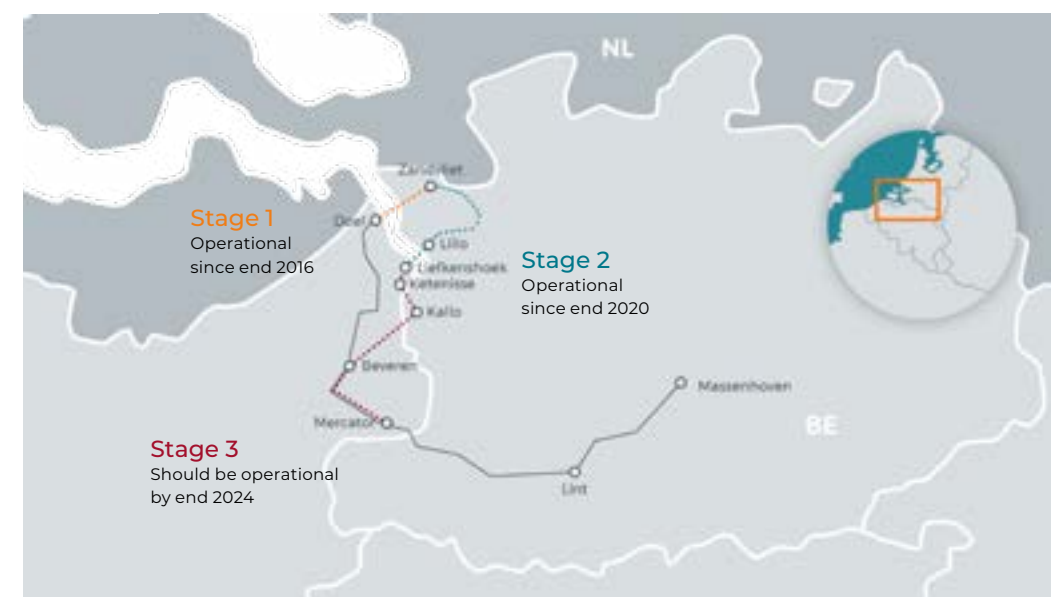 NL
Zandvliet
Stage 1
Operational
since end 2016
Doel
Lillo
Stage 2
Operational
since end 2020
Liefkenshoek
Ketenisse
Kallo
Beveren
Massenhoven
Mercator
BE
Stage 3
Should be operational
by end 2024
Lint